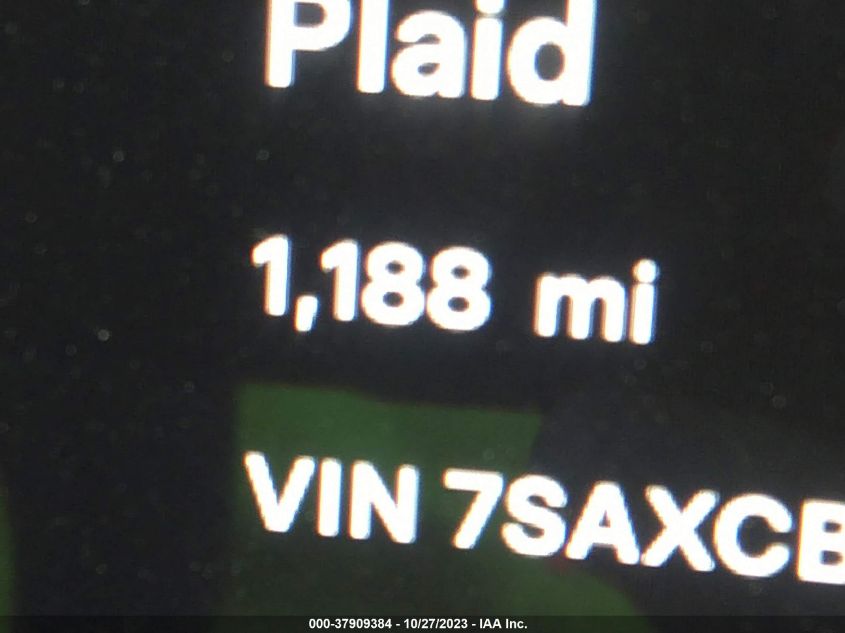 Plaid
1,188 mi
VIN 7SAXCB
000-37909384 - 10/27/2023 - IAA Inc.